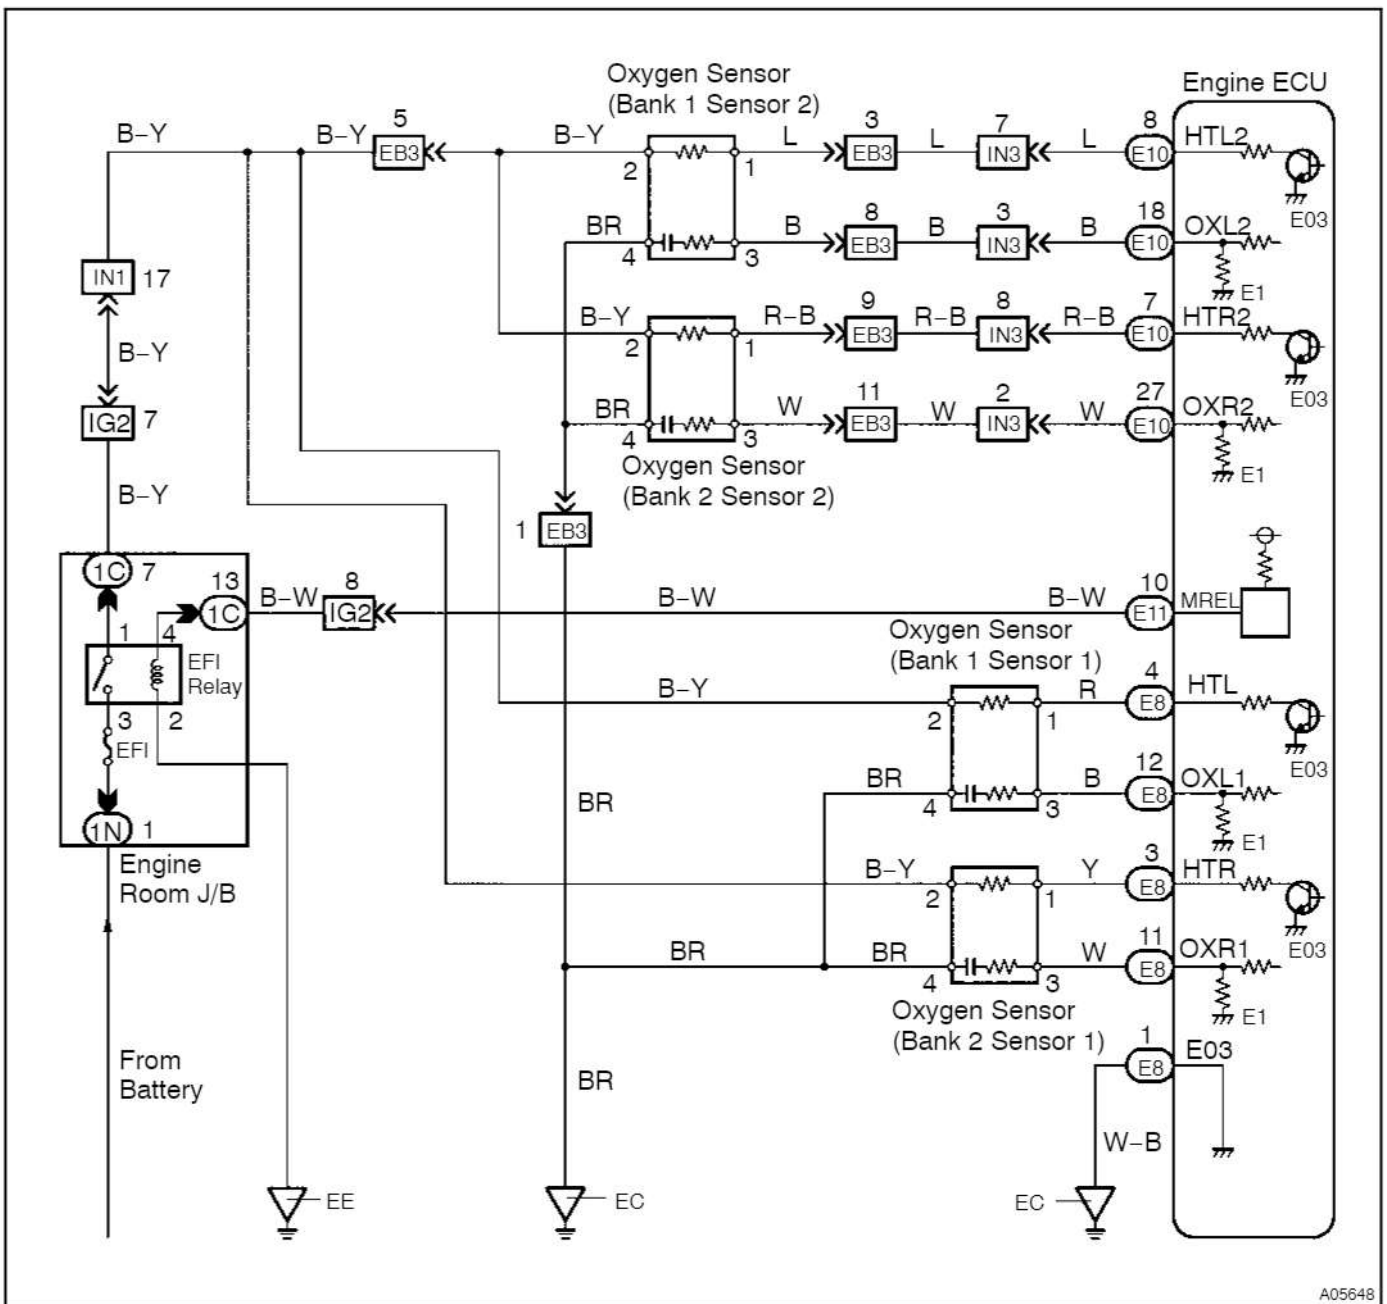 Oxygen Sensor
(Bank 1 Sensor 2)
Engine ECU
B–Y
B–Y
5
EB3
B–Y
2
1
L
3
EB3
L
7
IN3
L
8
E10
HTL2
E03
BR
4
3
B
8
EB3
B
3
IN3
B
18
E10
OXL2
E1
IN1
17
B–Y
2
1
R–B
9
EB3
R–B
8
IN3
R–B
7
E10
HTR2
E03
B–Y
IG2
7
BR
4
3
W
11
EB3
W
2
IN3
W
27
E10
OXR2
E1
Oxygen Sensor
(Bank 2 Sensor 2)
B–Y
1
EB3
1C
7
13
1C
B–W
8
IG2
B–W
B–W
10
E11
MREL
1
4
EFI
Relay
3
2
EFI
1N
1
Engine
Room J/B
Oxygen Sensor
(Bank 1 Sensor 1)
B–Y
2
1
R
4
E8
HTL
E03
BR
BR
4
3
B
12
E8
OXL1
E1
B–Y
2
1
Y
3
E8
HTR
E03
BR
BR
4
3
W
11
E8
OXR1
E1
Oxygen Sensor
(Bank 2 Sensor 1)
From
Battery
BR
1
E8
E03
W–B
EE
EC
EC
A05648